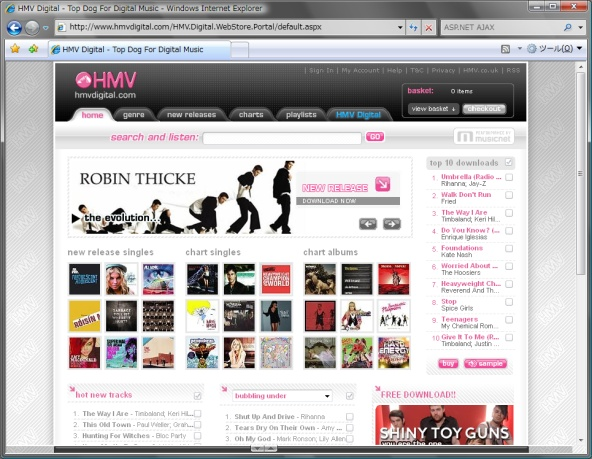 HMV Digital - Top Dog For Digital Music - Windows Internet Explorer
http://www.hmvdigital.com/HMV.Digital.WebStore.Portal/default.aspx
ASP.NET AJAX
HMV Digital - Top Dog For Digital Music
ツール(O)
HMV
hmvdigital.com
| Sign In | My Account | Help | T&C | Privacy | HMV.co.uk | RSS
basket: 0 items
view basket checkout
home genre new releases charts playlists HMV Digital
search and listen: GO
musicnet
ROBIN THICKE
the evolution...
NEW RELEASE
DOWNLOAD NOW
top 10 downloads
1. Umbrella (Radio ...
Rihanna, Jay-Z
2. Walk Don't Run
Fried
3. The Way I Are
Timbaland; Keri Hil...
4. Do You Know? (...
Enrique Iglesias
5. Foundations
Kate Nash
6. Worried About ...
The Hoosiers
7. Heavyweight Ch...
Reverend And Th...
8. Stop
Spice Girls
9. Teenagers
My Chemical Rom...
10. Give It To Me (R...
Timbaland; Justin ...
buy sample
new release singles
chart singles
chart albums
hot new tracks
1. The Way I Are - Timbaland; Keri Hil...
2. This Old Town - Paul Weller; Grah...
3. Hunting For Witches - Bloc Party
bubbling under
1. Shut Up And Drive - Rihanna
2. Tears Dry On Their Own - Amy ...
3. Oh My God - Mark Ronson; Lily Allen
FREE DOWNLOAD!!
SHINY TOY GUNS